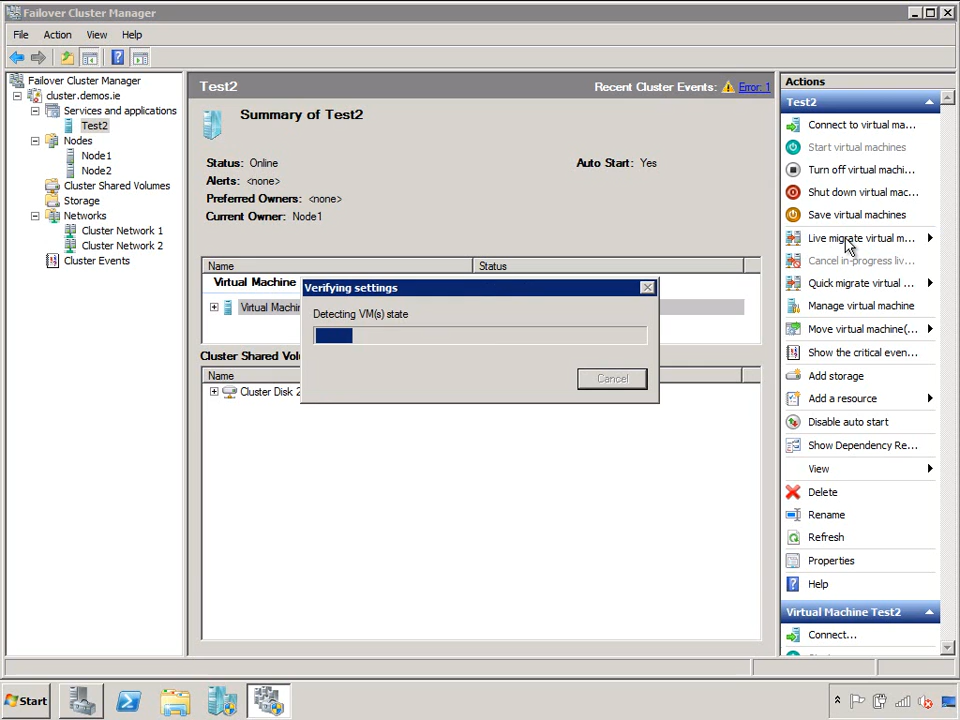 Failover Cluster Manager
File Action View Help
Failover Cluster Manager
cluster.demos.ie
Services and applications
Test2
Nodes
Node1
Node2
Cluster Shared Volumes
Storage
Networks
Cluster Network 1
Cluster Network 2
Cluster Events
Test2
Recent Cluster Events: Error: 1
Summary of Test2
Status: Online
Auto Start: Yes
Alerts: <none>
Preferred Owners: <none>
Current Owner: Node1
Name Status
Virtual Machine
Virtual Machin
Cluster Shared Vol
Name
Cluster Disk 2
Verifying settings
Detecting VM(s) state
Cancel
Actions
Test2
Connect to virtual ma...
Start virtual machines
Turn off virtual machi...
Shut down virtual mac...
Save virtual machines
Live migrate virtual m...
Cancel in-progress liv...
Quick migrate virtual ...
Manage virtual machine
Move virtual machine(...
Show the critical even...
Add storage
Add a resource
Disable auto start
Show Dependency Re...
View
Delete
Rename
Refresh
Properties
Help
Virtual Machine Test2
Connect...
Start